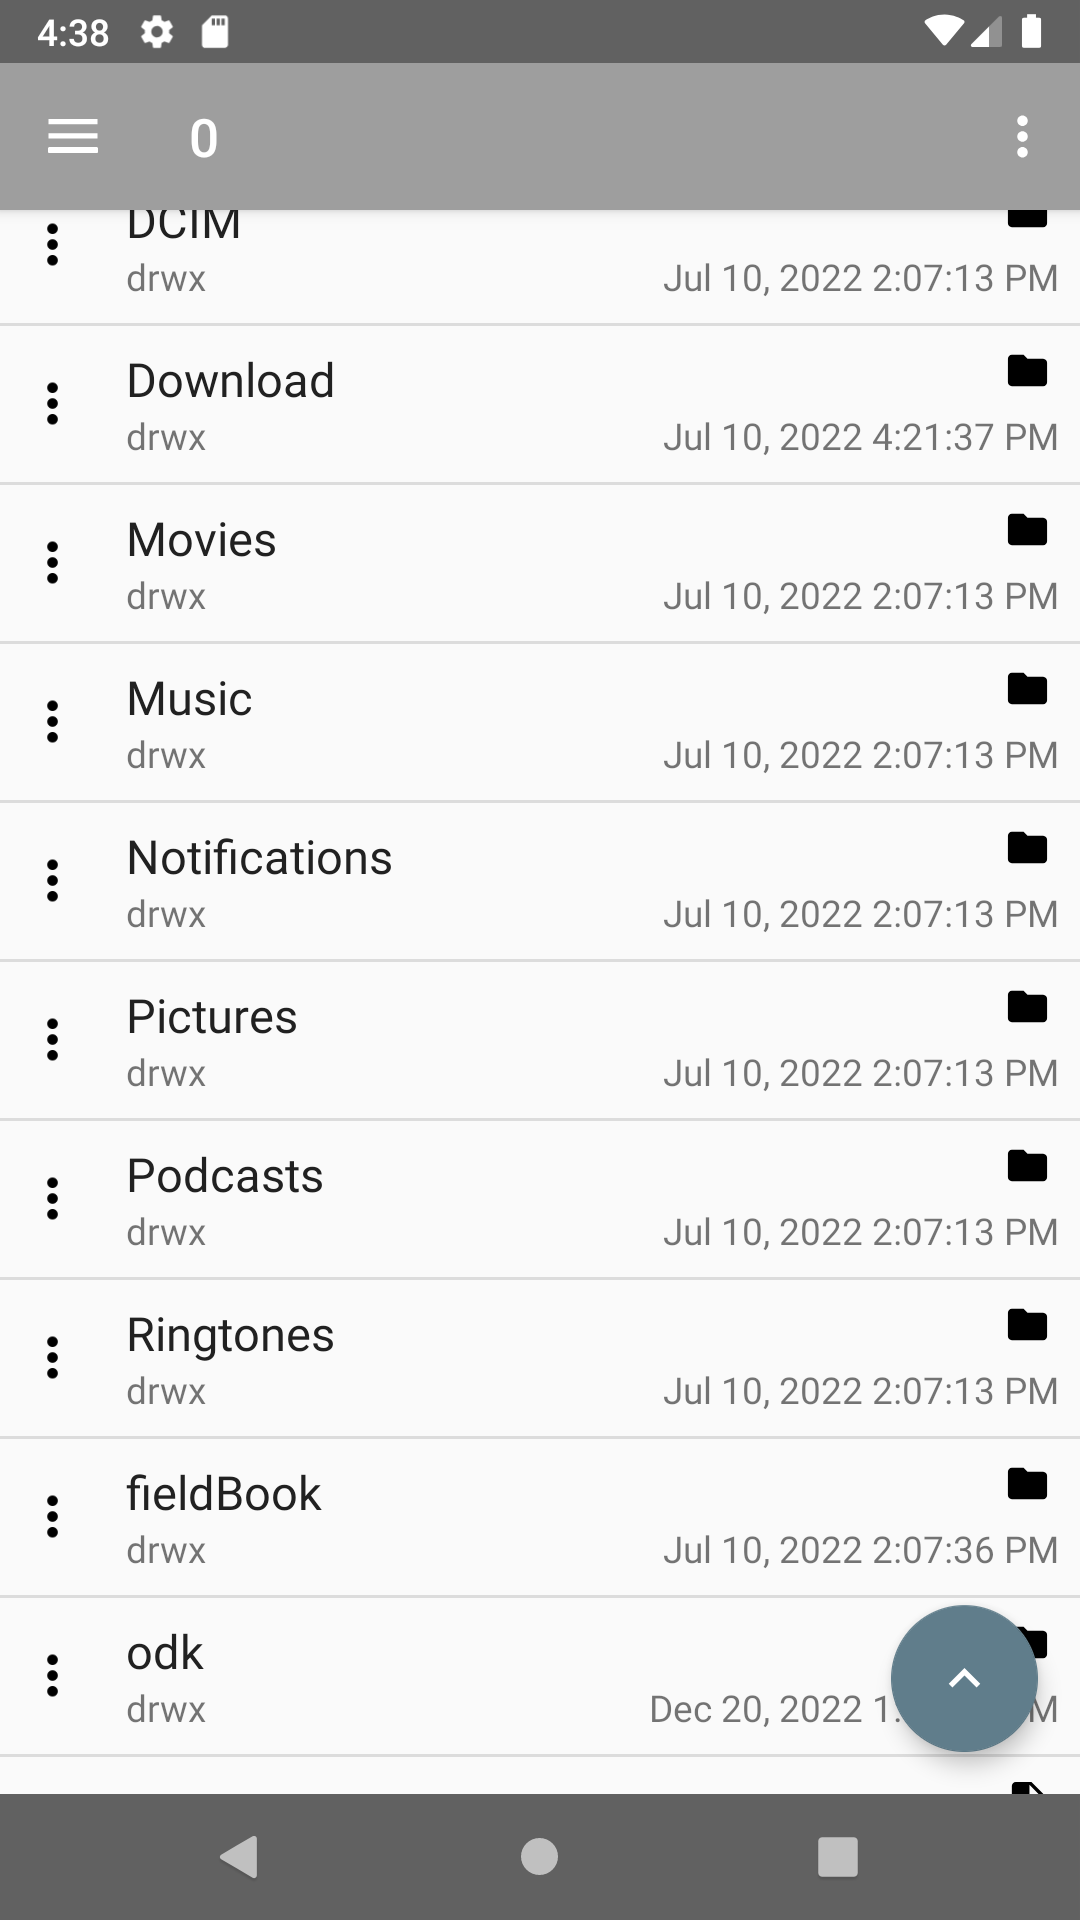 4:38
0
DCIM
drwx
Jul 10, 2022 2:07:13 PM
Download
drwx
Jul 10, 2022 4:21:37 PM
Movies
drwx
Jul 10, 2022 2:07:13 PM
Music
drwx
Jul 10, 2022 2:07:13 PM
Notifications
drwx
Jul 10, 2022 2:07:13 PM
Pictures
drwx
Jul 10, 2022 2:07:13 PM
Podcasts
drwx
Jul 10, 2022 2:07:13 PM
Ringtones
drwx
Jul 10, 2022 2:07:13 PM
fieldBook
drwx
Jul 10, 2022 2:07:36 PM
odk
drwx
Dec 20, 2022